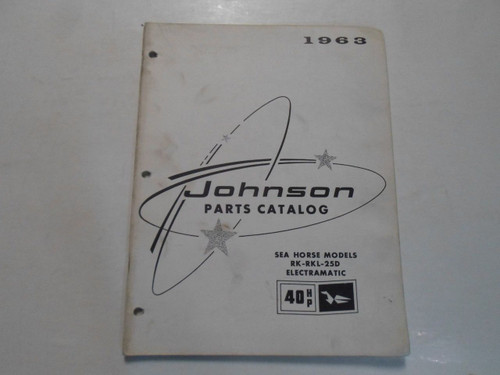 1963
Johnson
PARTS CATALOG
SEA HORSE MODELS
RK-RKL-25D
ELECTRAMATIC
40 HP